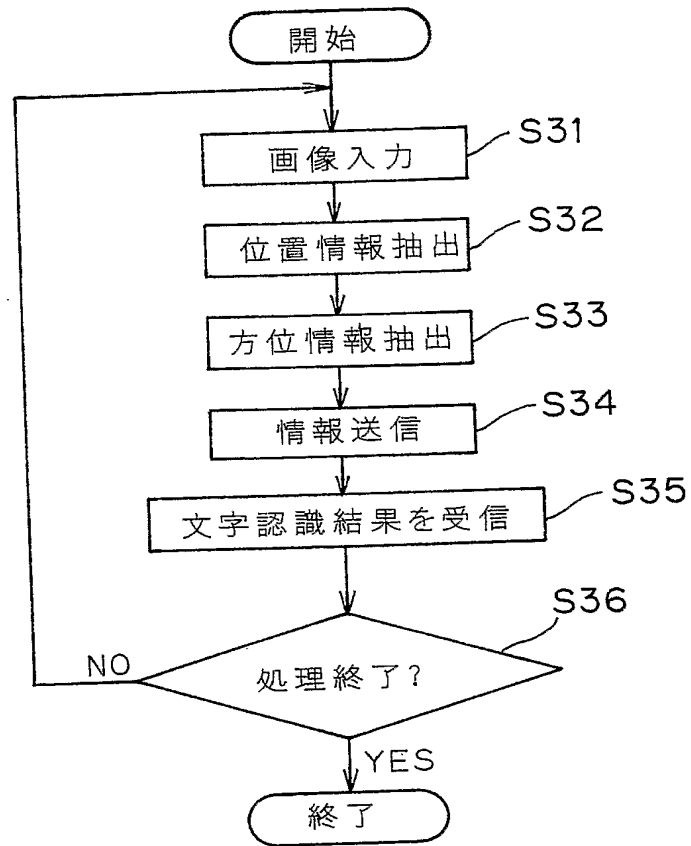 開始
画像入力 S31
位置情報抽出 S32
方位情報抽出 S33
情報送信 S34
文字認識結果を受信 S35
S36
NO 処理終了?
YES
終了